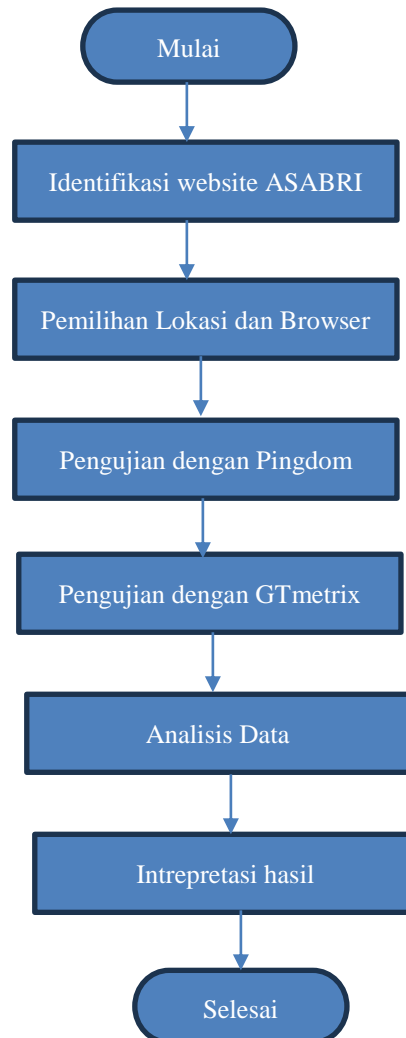 Mulai
Identifikasi website ASABRI
Pemilihan Lokasi dan Browser
Pengujian dengan Pingdom
Pengujian dengan GTmetrix
Analisis Data
Intrepretasi hasil
Selesai